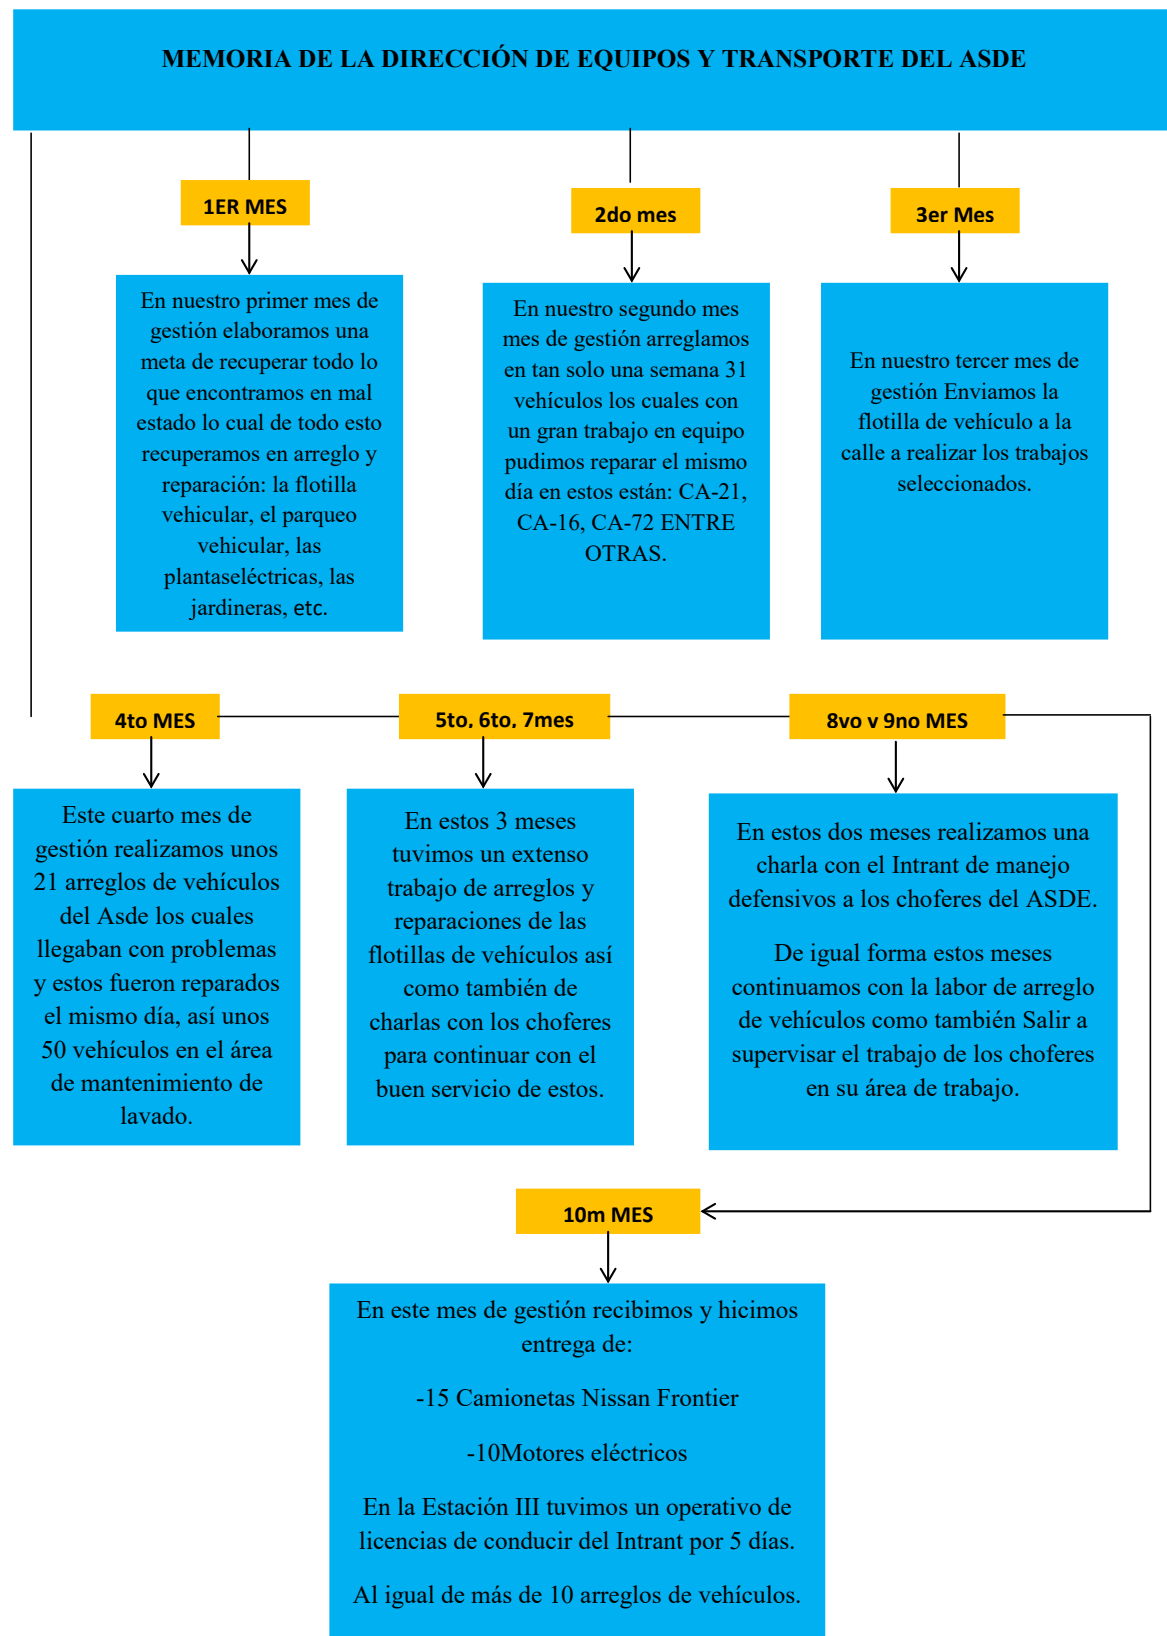 MEMORIA DE LA DIRECCIÓN DE EQUIPOS Y TRANSPORTE DEL ASDE
1ER MES
2do mes
3er Mes
En nuestro primer mes de
gestión elaboramos una
meta de recuperar todo lo
que encontramos en mal
estado lo cual de todo esto
recuperamos en arreglo y
reparación: la flotilla
vehicular, el parqueo
vehicular, las
plantaseléctricas, las
jardineras, etc.
En nuestro segundo mes
mes de gestión arreglamos
en tan solo una semana 31
vehículos los cuales con
un gran trabajo en equipo
pudimos reparar el mismo
día en estos están: CA-21,
CA-16, CA-72 ENTRE
OTRAS.
En nuestro tercer mes de
gestión Enviamos la
flotilla de vehículo a la
calle a realizar los trabajos
seleccionados.
4to MES
5to, 6to, 7mes
8vo y 9no MES
Este cuarto mes de
gestión realizamos unos
21 arreglos de vehículos
del Asde los cuales
llegaban con problemas
y estos fueron reparados
el mismo día, así unos
50 vehículos en el área
de mantenimiento de
lavado.
En estos 3 meses
tuvimos un extenso
trabajo de arreglos y
reparaciones de las
flotillas de vehículos así
como también de
charlas con los choferes
para continuar con el
buen servicio de estos.
En estos dos meses realizamos una
charla con el Intrant de manejo
defensivos a los choferes del ASDE.
De igual forma estos meses
continuamos con la labor de arreglo
de vehículos como también Salir a
supervisar el trabajo de los choferes
en su área de trabajo.
10m MES
En este mes de gestión recibimos y hicimos
entrega de:
-15 Camionetas Nissan Frontier
-10Motores eléctricos
En la Estación III tuvimos un operativo de
licencias de conducir del Intrant por 5 días.
Al igual de más de 10 arreglos de vehículos.